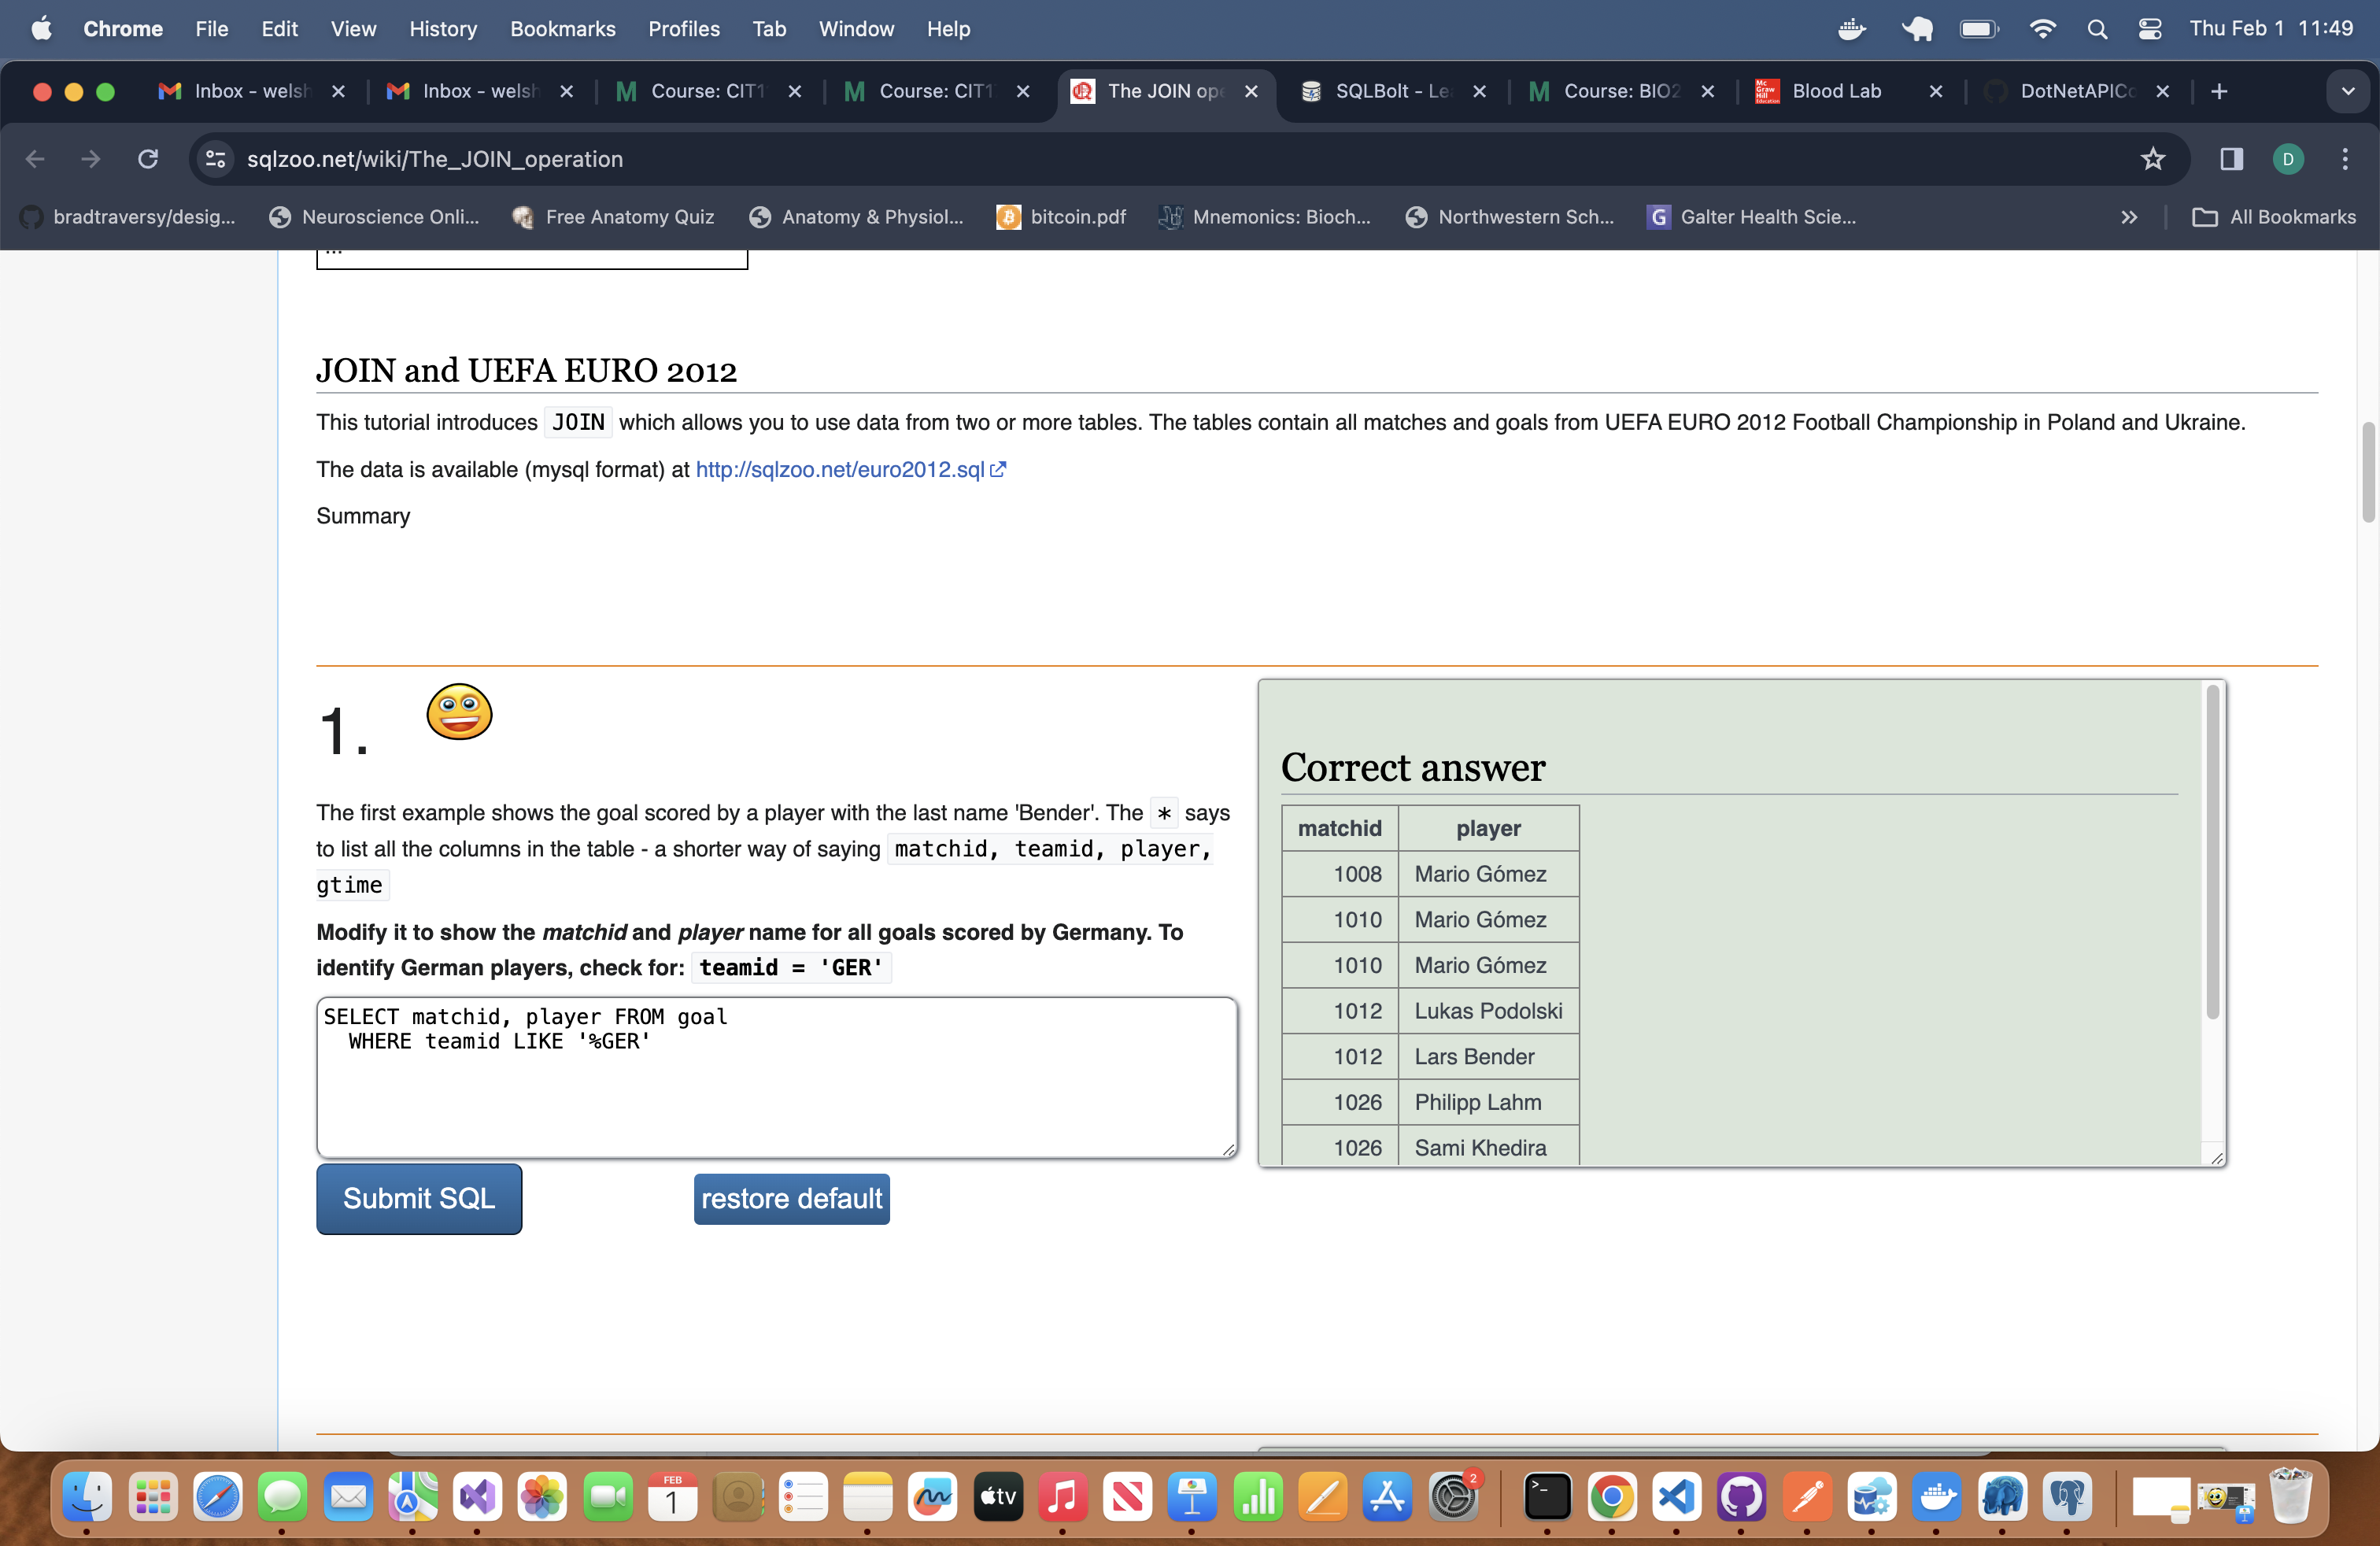 Chrome File Edit View History Bookmarks Profiles Tab Window Help Thu Feb 1 11:49
Inbox - welsh Inbox - welsh Course: CIT1 Course: CIT1 The JOIN op SQLBolt - Le Course: BIO2 Mc Graw Hill Education Blood Lab DotNetAPICo
sqlzoo.net/wiki/The_JOIN_operation D
bradtraversy/desig... Neuroscience Onli... Free Anatomy Quiz Anatomy & Physiol... bitcoin.pdf Mnemonics: Bioch... Northwestern Sch... G Galter Health Scie... » All Bookmarks
...
JOIN and UEFA EURO 2012
This tutorial introduces JOIN which allows you to use data from two or more tables. The tables contain all matches and goals from UEFA EURO 2012 Football Championship in Poland and Ukraine.
The data is available (mysql format) at http://sqlzoo.net/euro2012.sql
Summary
1.
The first example shows the goal scored by a player with the last name 'Bender'. The * says
to list all the columns in the table - a shorter way of saying matchid, teamid, player,
gtime
Modify it to show the matchid and player name for all goals scored by Germany. To
identify German players, check for: teamid = 'GER'
SELECT matchid, player FROM goal
WHERE teamid LIKE '%GER'
Submit SQL restore default
Correct answer
matchid player
1008 Mario Gómez
1010 Mario Gómez
1010 Mario Gómez
1012 Lukas Podolski
1012 Lars Bender
1026 Philipp Lahm
1026 Sami Khedira
FEB
1
tv
2